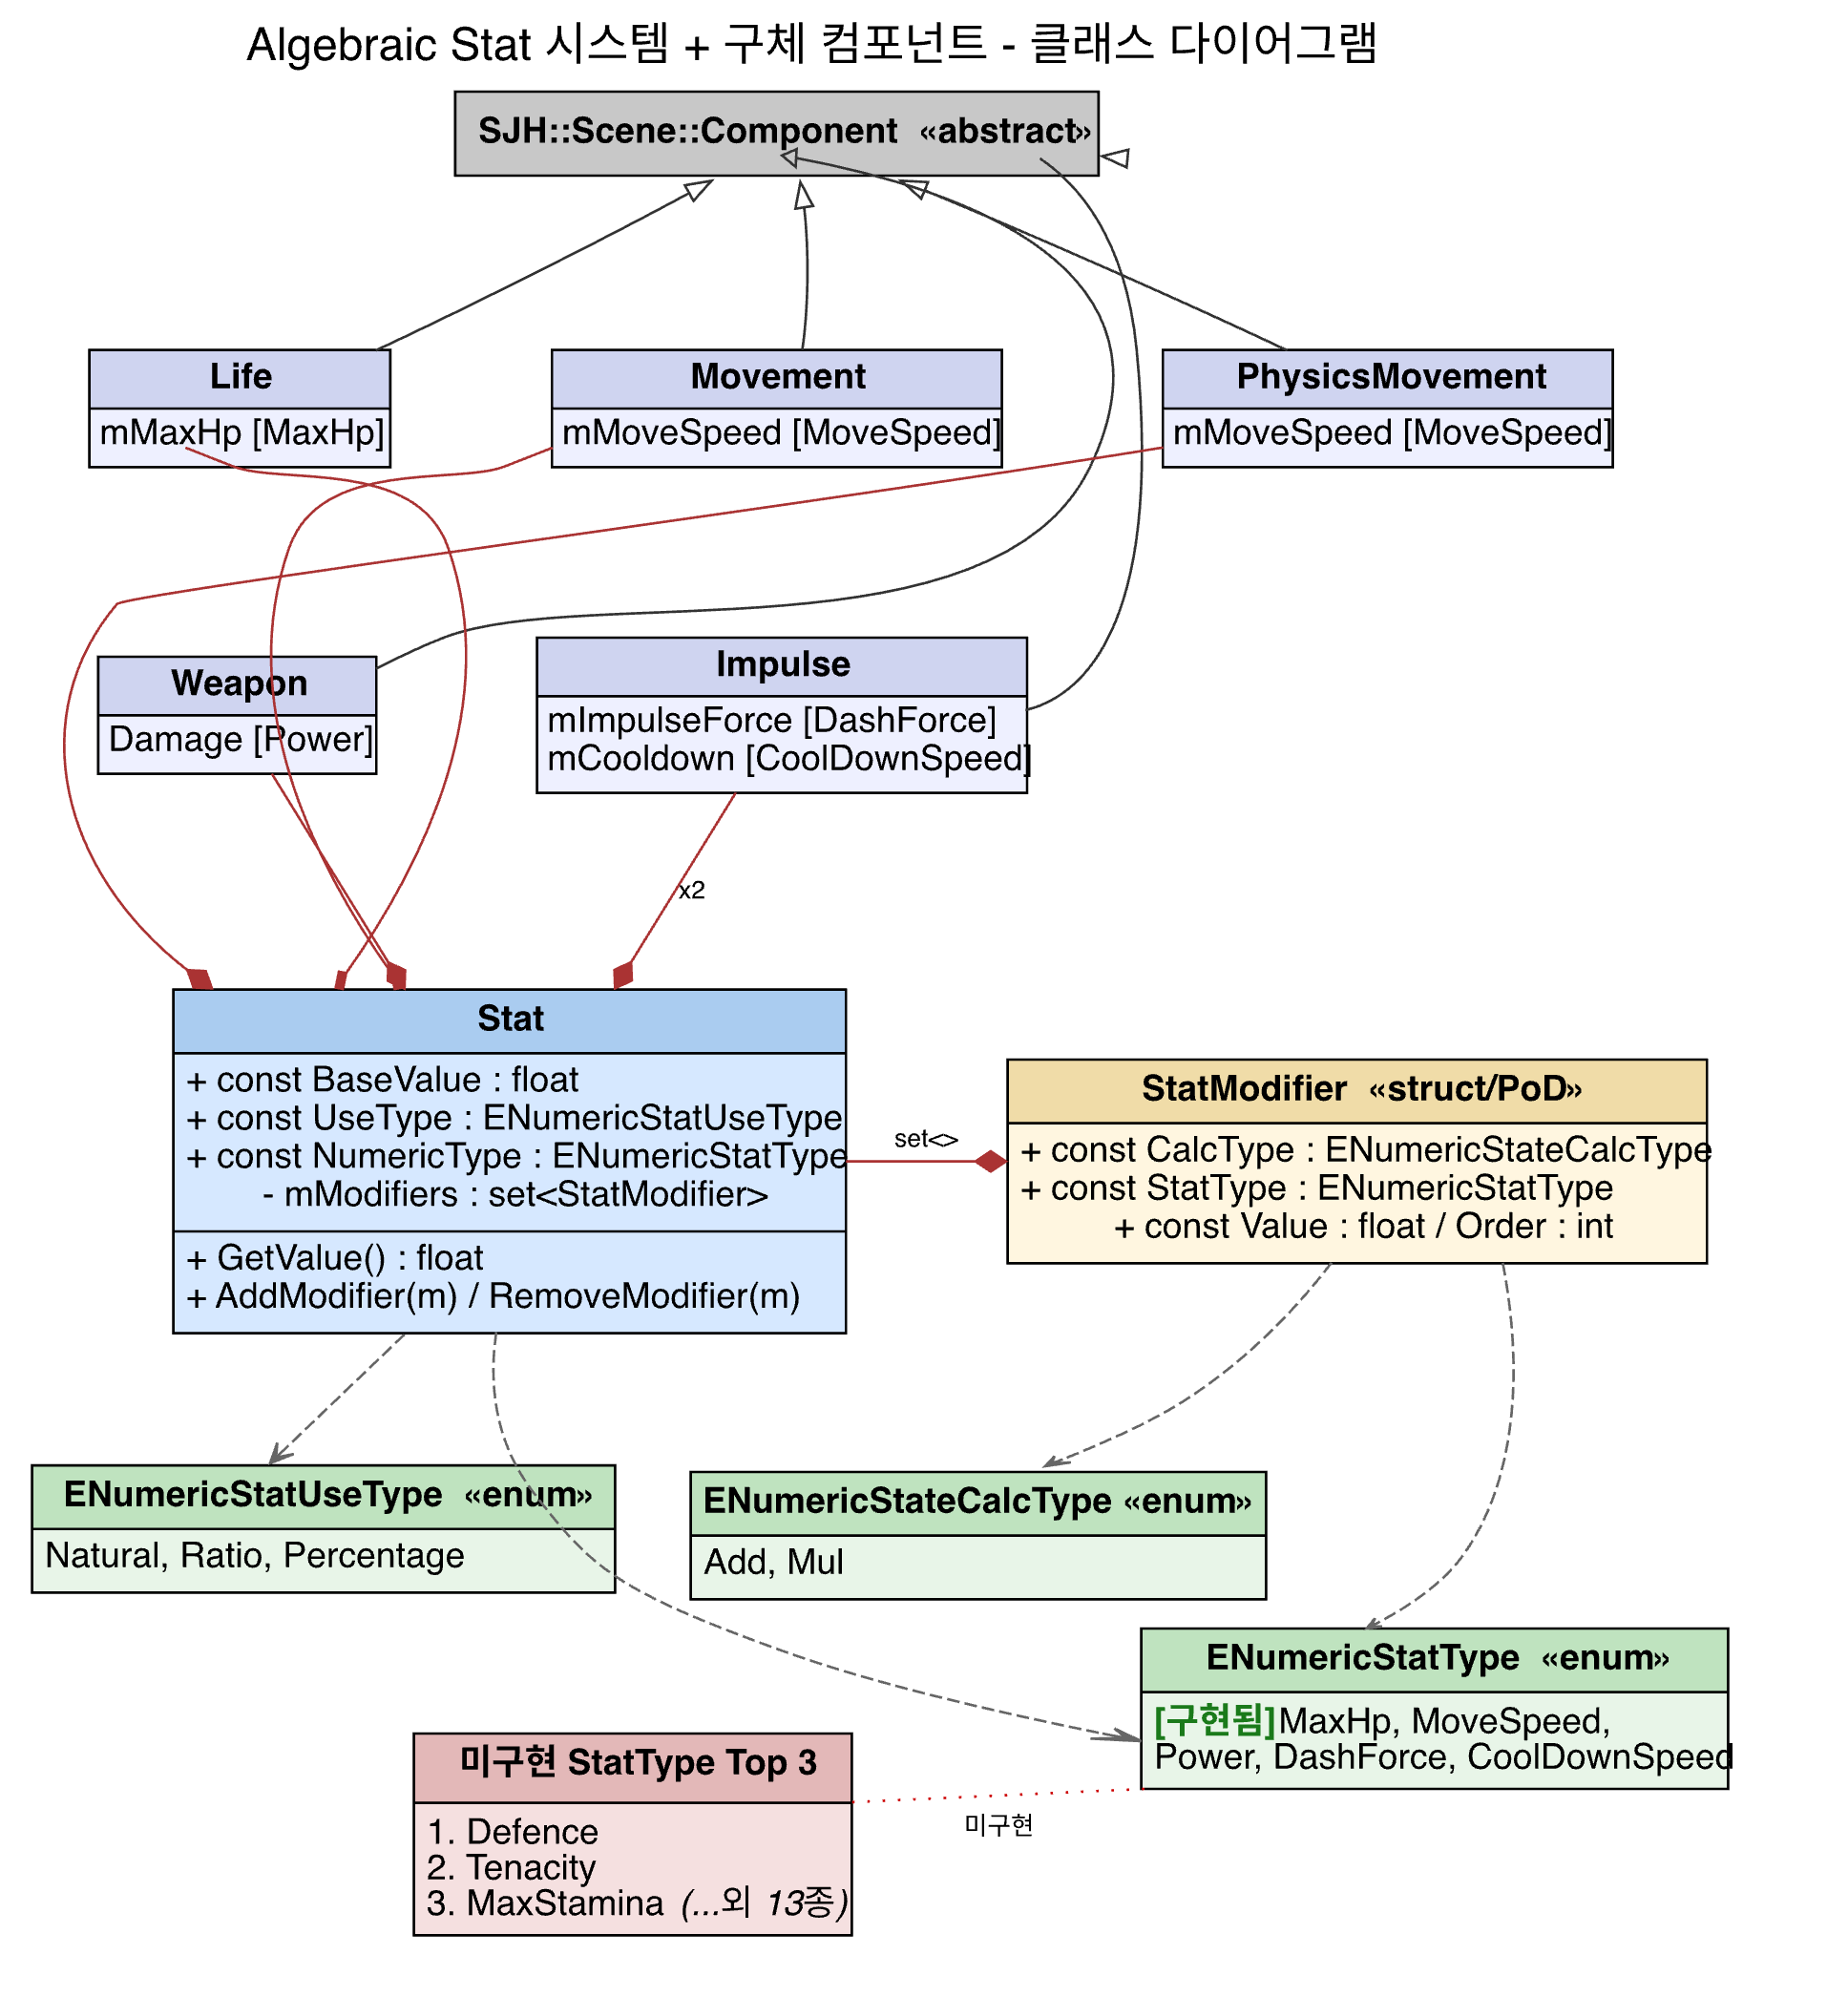 Algebraic Stat 시스템 + 구체 컴포넌트 - 클래스 다이어그램
SJH::Scene::Component «abstract»
Life
mMaxHp [MaxHp]
Movement
mMoveSpeed [MoveSpeed]
PhysicsMovement
mMoveSpeed [MoveSpeed]
Weapon
Damage [Power]
Impulse
mImpulseForce [DashForce]
mCooldown [CoolDownSpeed]
x2
Stat
+ const BaseValue : float
+ const UseType : ENumericStatUseType
+ const NumericType : ENumericStatType
- mModifiers : set<StatModifier>
+ GetValue() : float
+ AddModifier(m) / RemoveModifier(m)
set<>
StatModifier «struct/PoD»
+ const CalcType : ENumericStateCalcType
+ const StatType : ENumericStatType
+ const Value : float / Order : int
ENumericStatUseType «enum»
Natural, Ratio, Percentage
ENumericStateCalcType «enum»
Add, Mul
ENumericStatType «enum»
[구현됨] MaxHp, MoveSpeed,
Power, DashForce, CoolDownSpeed
미구현
미구현 StatType Top 3
1. Defence
2. Tenacity
3. MaxStamina (...외 13종)